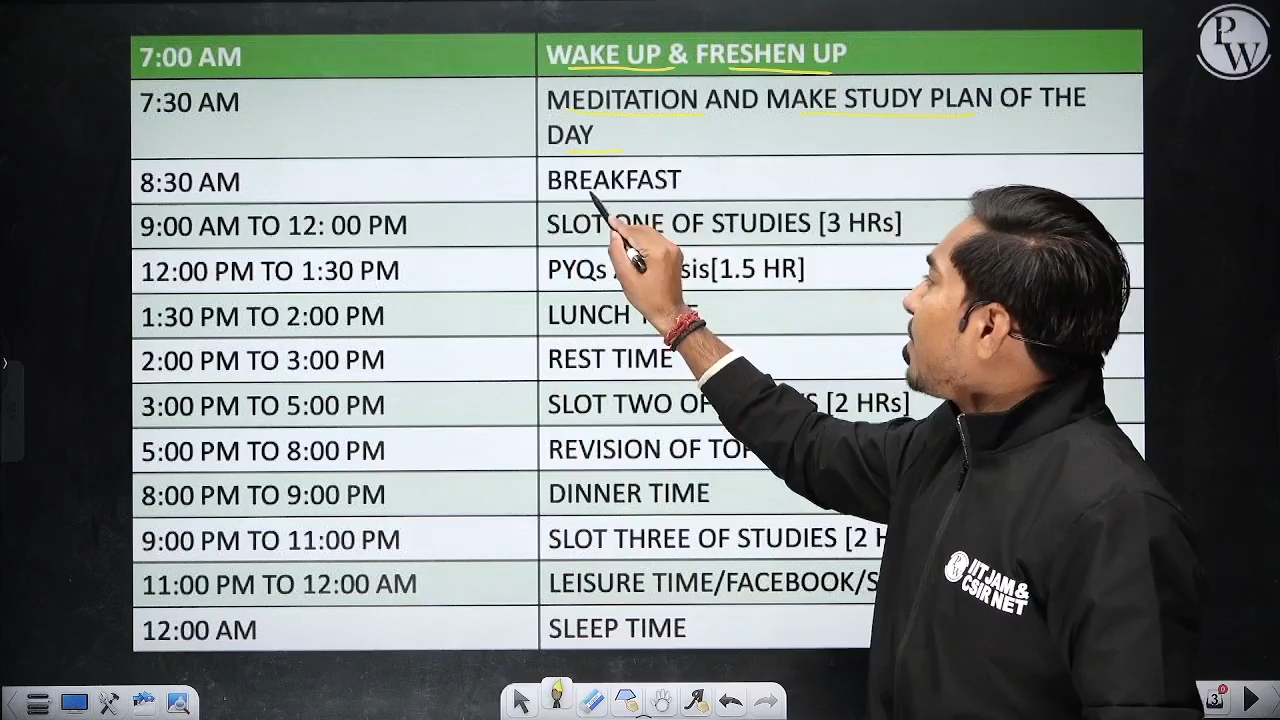 PW
7:00 AM WAKE UP & FRESHEN UP
7:30 AM MEDITATION AND MAKE STUDY PLAN OF THE
DAY
8:30 AM BREAKFAST
9:00 AM TO 12: 00 PM SLOT ONE OF STUDIES [3 HRs]
12:00 PM TO 1:30 PM PYQs [1.5 HR]
1:30 PM TO 2:00 PM LUNCH
2:00 PM TO 3:00 PM REST TIME
3:00 PM TO 5:00 PM SLOT TWO OF [2 HRs]
5:00 PM TO 8:00 PM REVISION OF
8:00 PM TO 9:00 PM DINNER TIME
9:00 PM TO 11:00 PM SLOT THREE OF STUDIES [2
11:00 PM TO 12:00 AM LEISURE TIME/FACEBOOK/
12:00 AM SLEEP TIME
PW IIT JAM &
CSIR NET
3